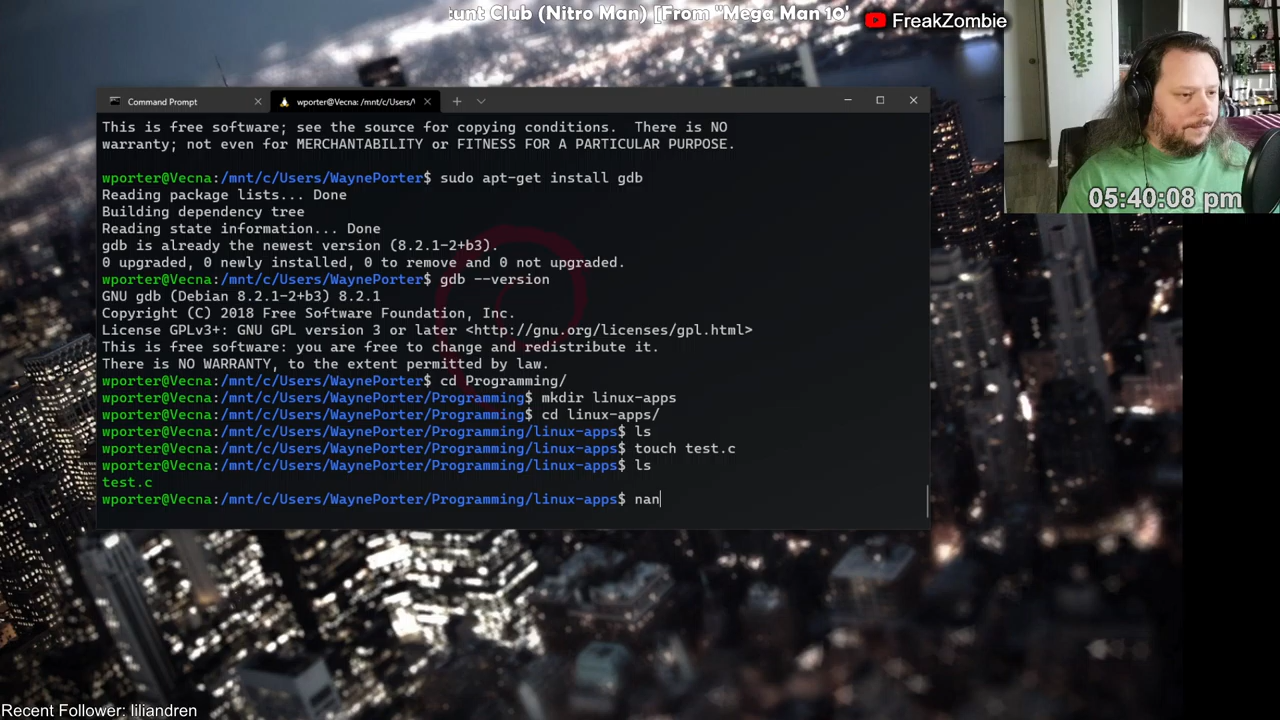 tunt Club (Nitro Man) [From "Mega Man 10'
FreakZombie
Command Prompt
wporter@Vecna: /mnt/c/Users/
This is free software; see the source for copying conditions.  There is NO
warranty; not even for MERCHANTABILITY or FITNESS FOR A PARTICULAR PURPOSE.
wporter@Vecna:/mnt/c/Users/WaynePorter$ sudo apt-get install gdb
Reading package lists... Done
Building dependency tree
Reading state information... Done
gdb is already the newest version (8.2.1-2+b3).
0 upgraded, 0 newly installed, 0 to remove and 0 not upgraded.
wporter@Vecna:/mnt/c/Users/WaynePorter$ gdb --version
GNU gdb (Debian 8.2.1-2+b3) 8.2.1
Copyright (C) 2018 Free Software Foundation, Inc.
License GPLv3+: GNU GPL version 3 or later <http://gnu.org/licenses/gpl.html>
This is free software: you are free to change and redistribute it.
There is NO WARRANTY, to the extent permitted by law.
wporter@Vecna:/mnt/c/Users/WaynePorter$ cd Programming/
wporter@Vecna:/mnt/c/Users/WaynePorter/Programming$ mkdir linux-apps
wporter@Vecna:/mnt/c/Users/WaynePorter/Programming$ cd linux-apps/
wporter@Vecna:/mnt/c/Users/WaynePorter/Programming/linux-apps$ ls
wporter@Vecna:/mnt/c/Users/WaynePorter/Programming/linux-apps$ touch test.c
wporter@Vecna:/mnt/c/Users/WaynePorter/Programming/linux-apps$ ls
test.c
wporter@Vecna:/mnt/c/Users/WaynePorter/Programming/linux-apps$ nan
05:40:08 pm
Recent Follower: liliandren